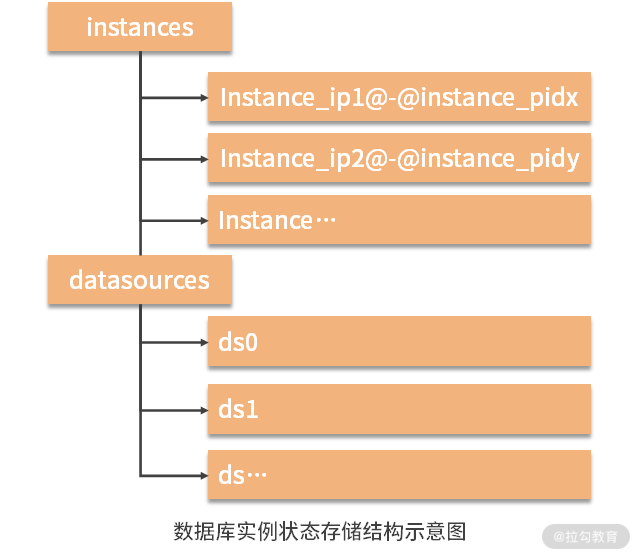 instances
Instance_ip1@-@instance_pidx
Instance_ip2@-@instance_pidy
Instance…
datasources
ds0
ds1
ds…
数据库实例状态存储结构示意图
@拉勾教育